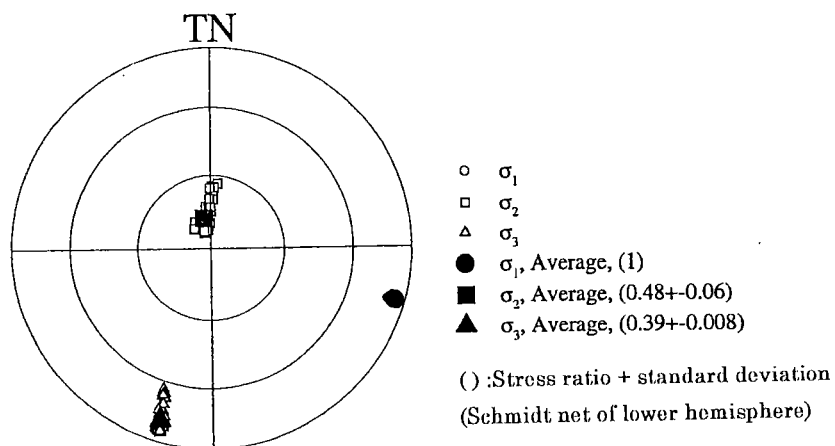 TN
σ1
σ2
σ3
σ1, Average, (1)
σ2, Average, (0.48+-0.06)
σ3, Average, (0.39+-0.008)
( ) :Stress ratio + standard deviation
(Schmidt net of lower hemisphere)